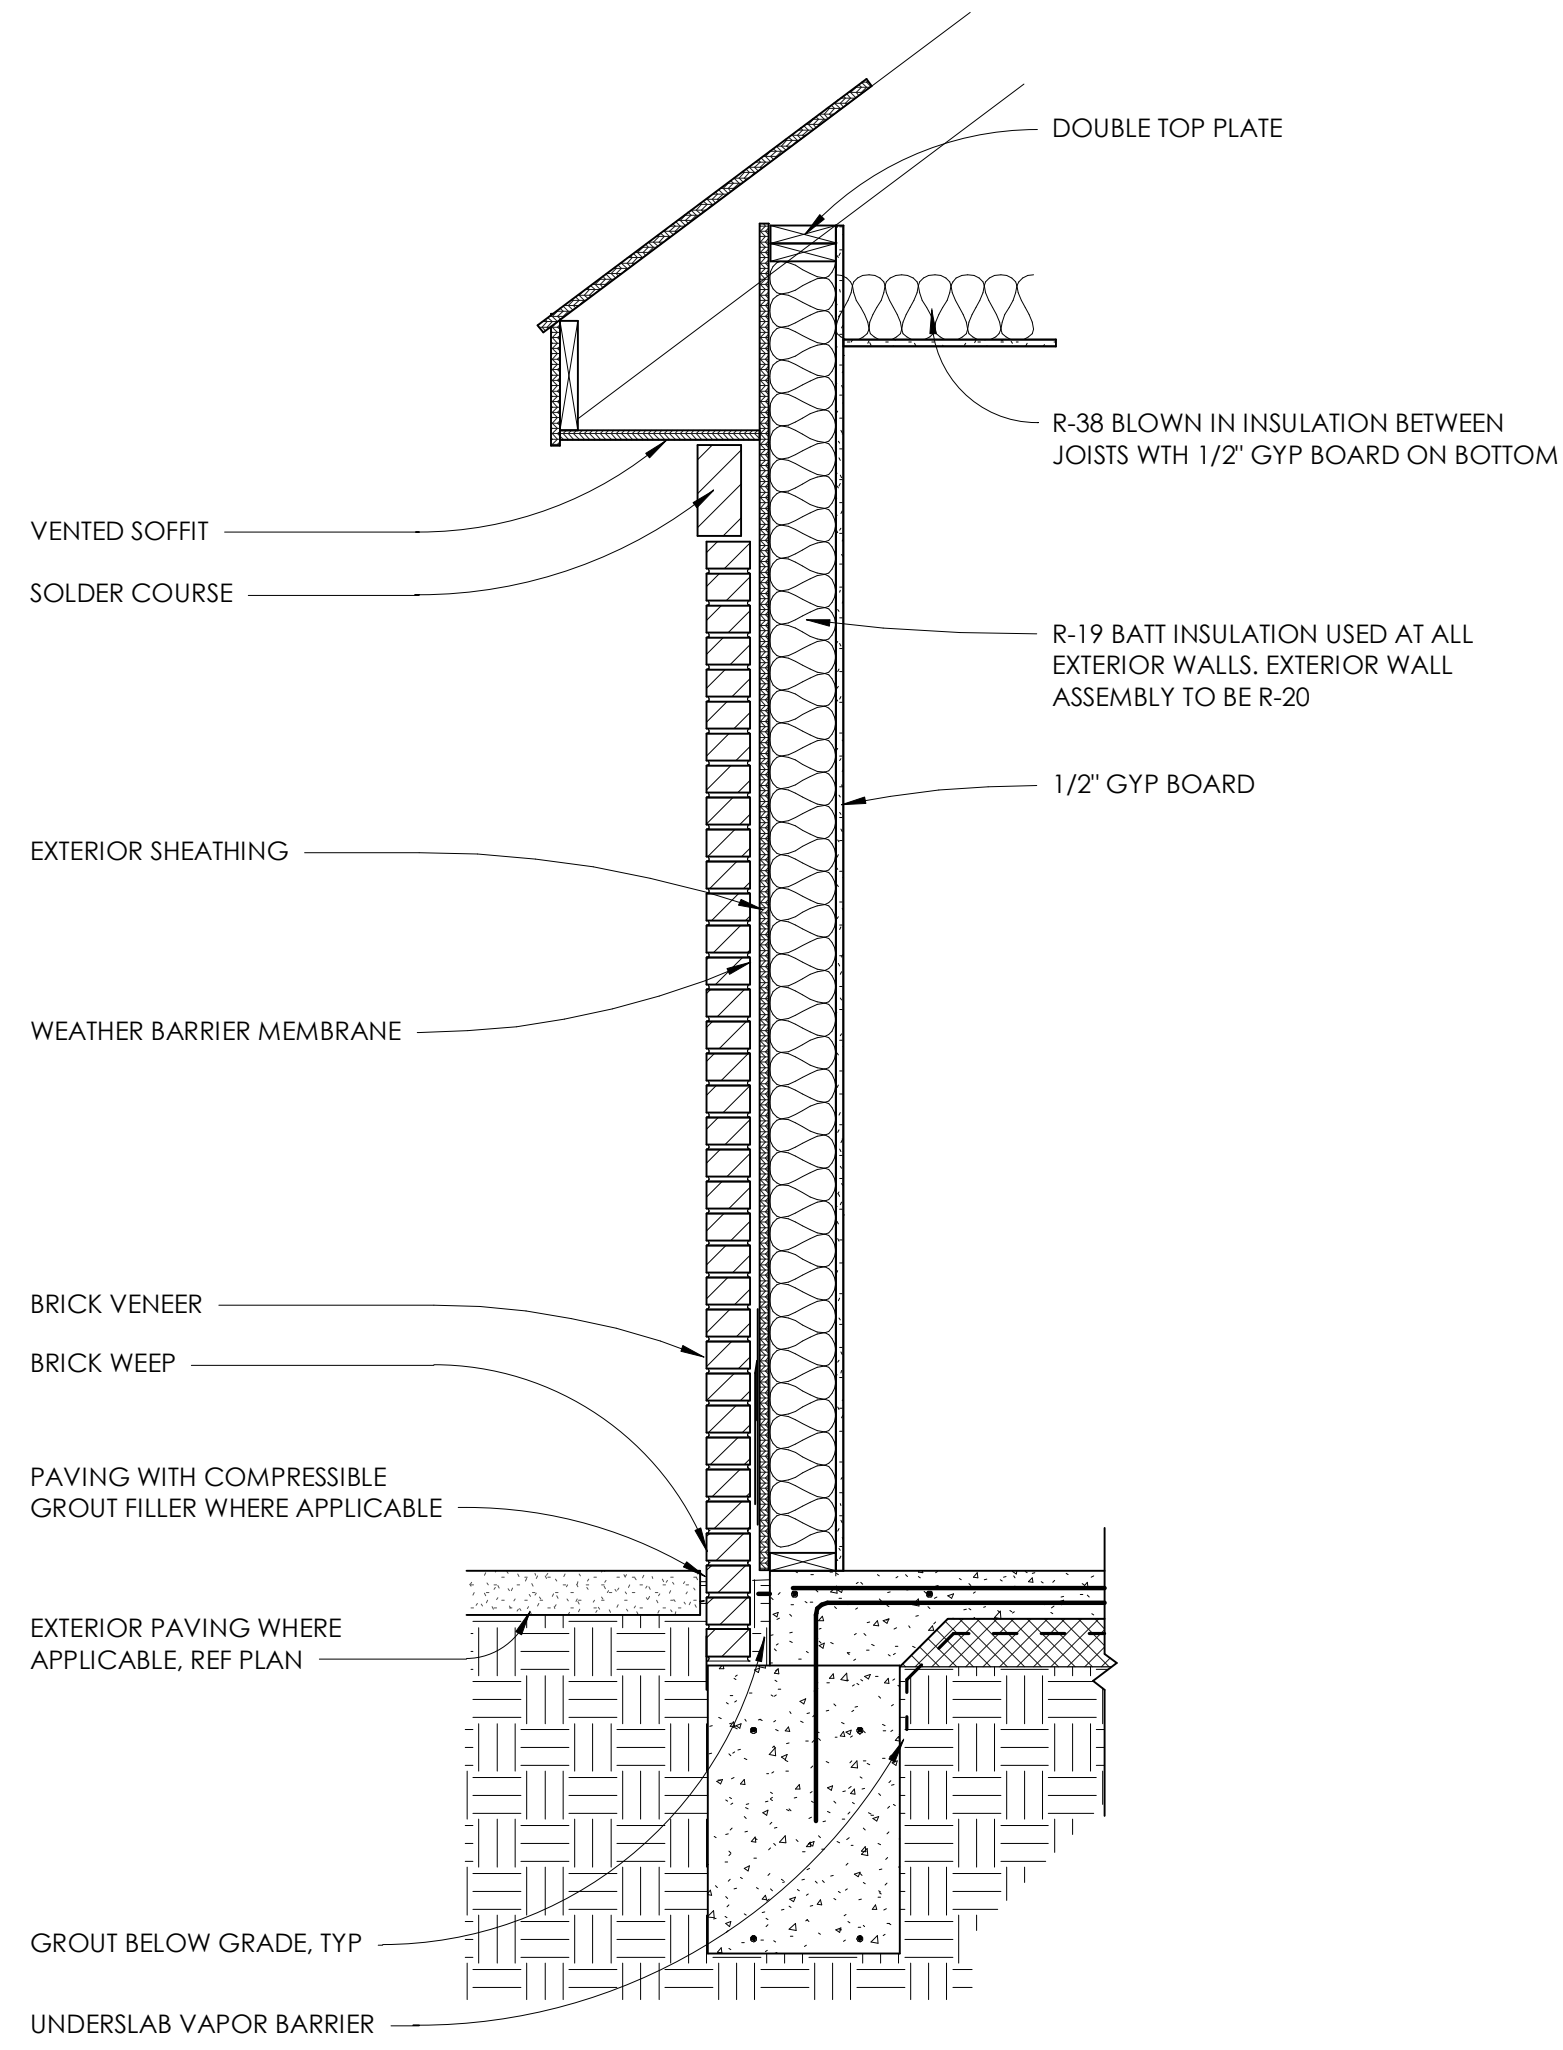 DOUBLE TOP PLATE
R-38 BLOWN IN INSULATION BETWEEN
JOISTS WTH 1/2" GYP BOARD ON BOTTOM
VENTED SOFFIT
SOLDER COURSE
R-19 BATT INSULATION USED AT ALL
EXTERIOR WALLS. EXTERIOR WALL
ASSEMBLY TO BE R-20
1/2" GYP BOARD
EXTERIOR SHEATHING
WEATHER BARRIER MEMBRANE
BRICK VENEER
BRICK WEEP
PAVING WITH COMPRESSIBLE
GROUT FILLER WHERE APPLICABLE
EXTERIOR PAVING WHERE
APPLICABLE, REF PLAN
GROUT BELOW GRADE, TYP
UNDERSLAB VAPOR BARRIER